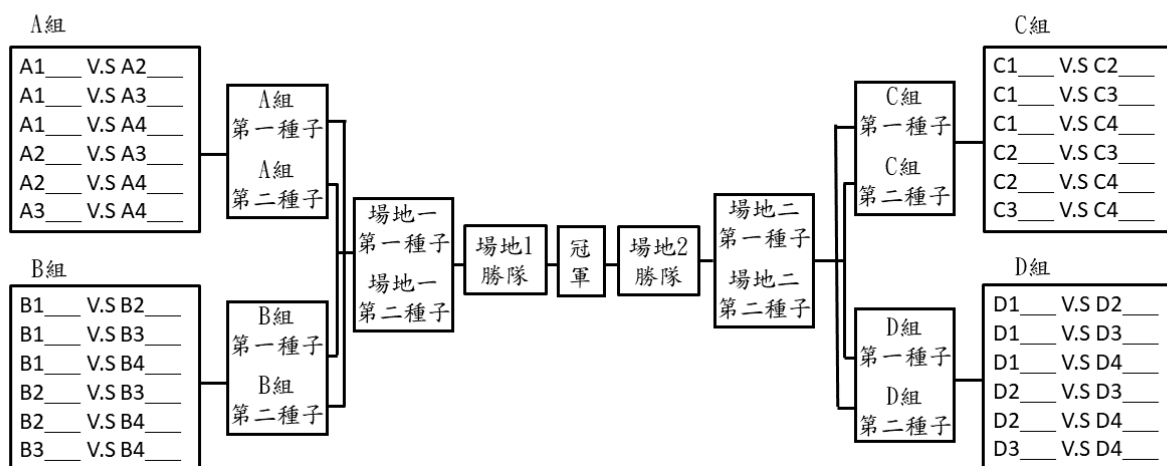 A組
A1___ V.S A2___
A1___ V.S A3___
A1___ V.S A4___
A2___ V.S A3___
A2___ V.S A4___
A3___ V.S A4___
A組
第一種子
A組
第二種子
B組
B1___ V.S B2___
B1___ V.S B3___
B1___ V.S B4___
B2___ V.S B3___
B2___ V.S B4___
B3___ V.S B4___
B組
第一種子
B組
第二種子
場地一
第一種子
場地一
第二種子
場地1
勝隊
冠
軍
場地2
勝隊
場地二
第一種子
場地二
第二種子
C組
第一種子
C組
第二種子
C組
C1___ V.S C2___
C1___ V.S C3___
C1___ V.S C4___
C2___ V.S C3___
C2___ V.S C4___
C3___ V.S C4___
D組
第一種子
D組
第二種子
D組
D1___ V.S D2___
D1___ V.S D3___
D1___ V.S D4___
D2___ V.S D3___
D2___ V.S D4___
D3___ V.S D4___